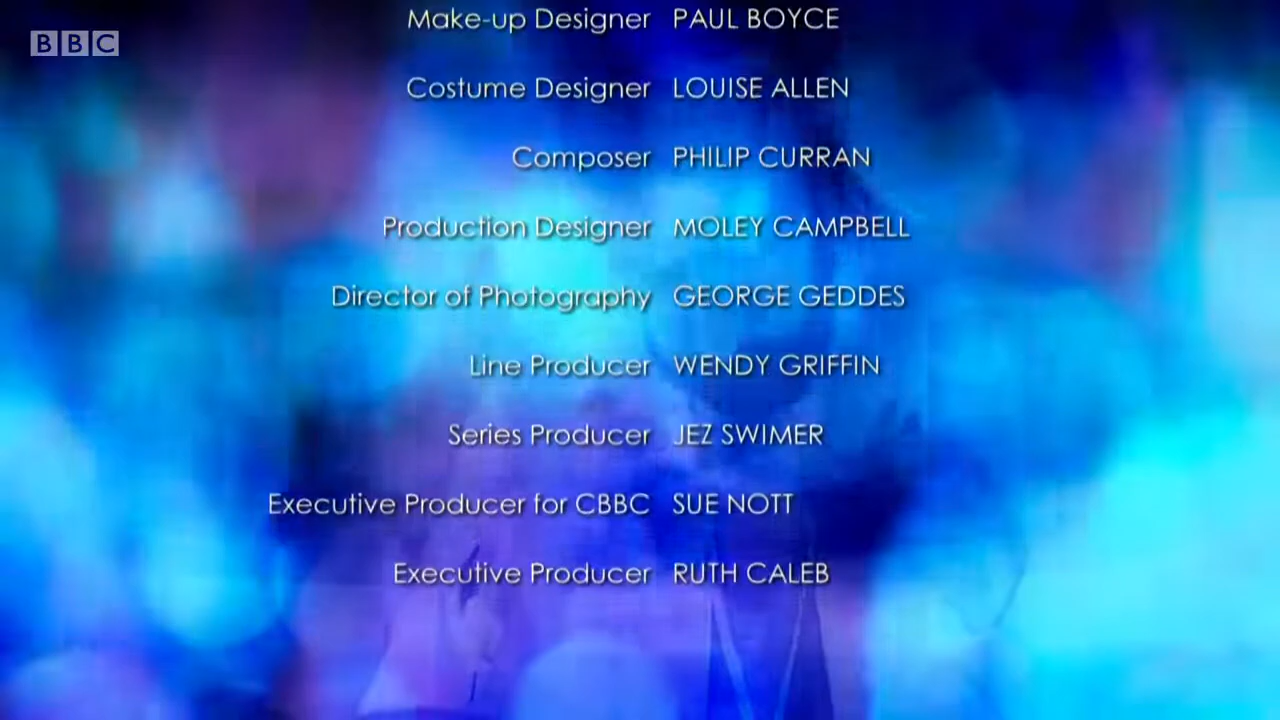 BBC
Make-up Designer PAUL BOYCE
Costume Designer LOUISE ALLEN
Composer PHILIP CURRAN
Production Designer MOLEY CAMPBELL
Director of Photography GEORGE GEDDES
Line Producer WENDY GRIFFIN
Series Producer JEZ SWIMER
Executive Producer for CBBC SUE NOTT
Executive Producer RUTH CALEB